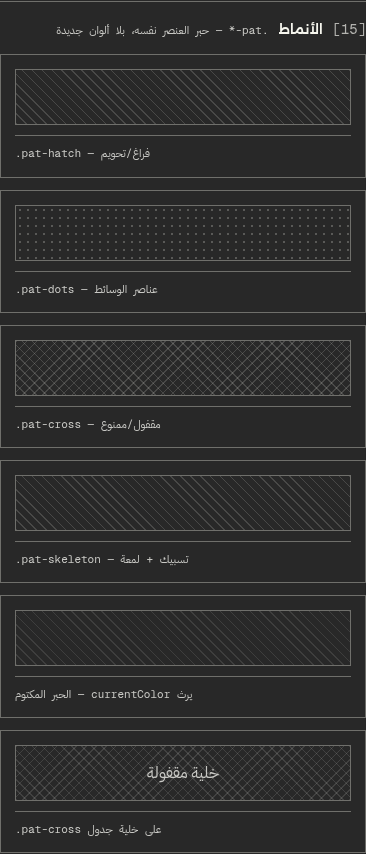 [15] الأنماط .pat-* — حبر العنصر نفسه، بلا ألوان جديدة
.pat-hatch — فراغ/تحويم
.pat-dots — عناصر الوسائط
.pat-cross — مقفول/ممنوع
.pat-skeleton — تسبيك + لمعة
يرث currentColor — الحبر المكتوم
خلية مقفولة
.pat-cross على خلية جدول